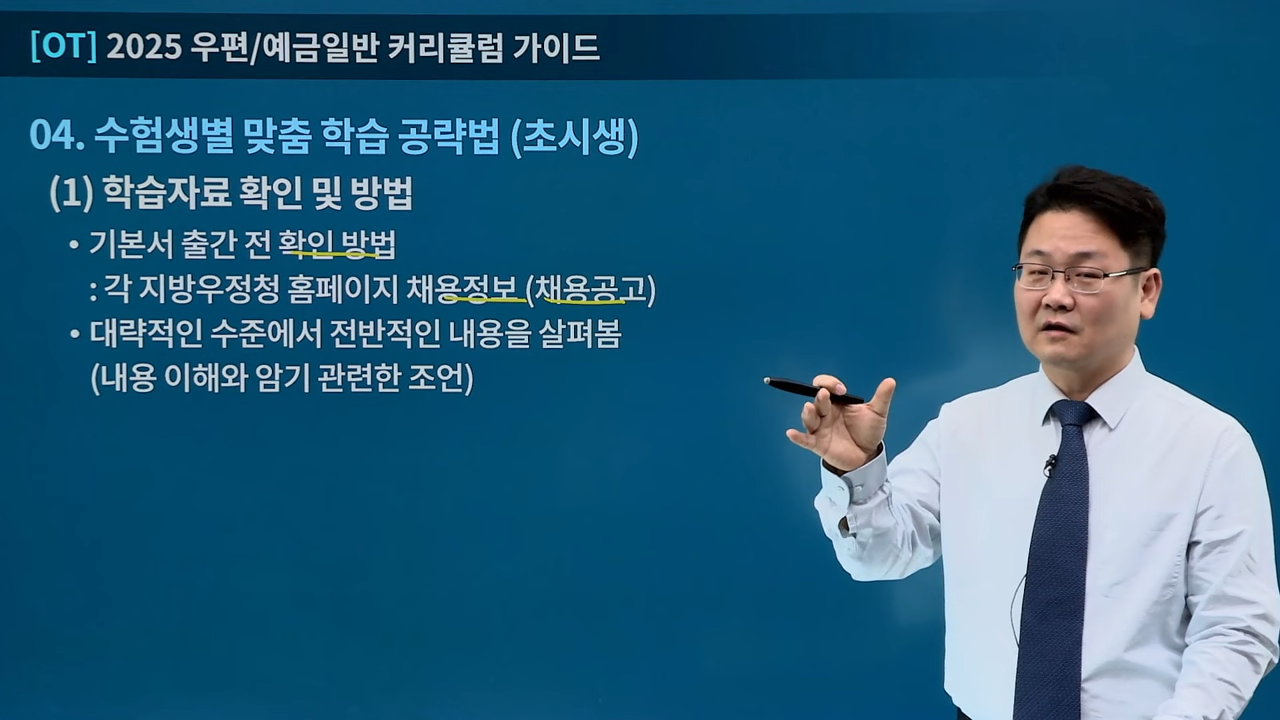 [OT] 2025 우편/예금일반 커리큘럼 가이드
04. 수험생별 맞춤 학습 공략법 (초시생)
(1) 학습자료 확인 및 방법
• 기본서 출간 전 확인 방법
: 각 지방우정청 홈페이지 채용정보 (채용공고)
• 대략적인 수준에서 전반적인 내용을 살펴봄
(내용 이해와 암기 관련한 조언)